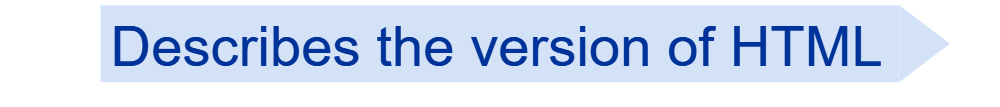 Describes the version of HTML